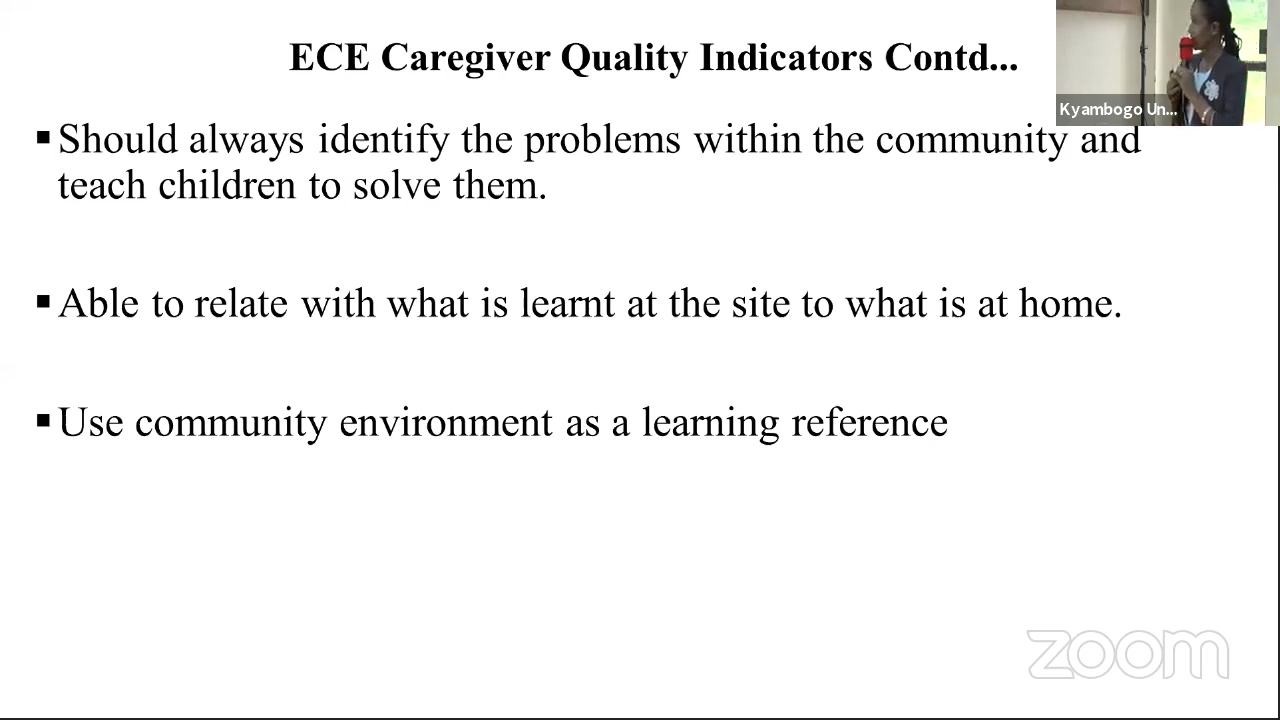 ECE Caregiver Quality Indicators Contd...
Kyambogo Un...
▪ Should always identify the problems within the community and
teach children to solve them.
▪ Able to relate with what is learnt at the site to what is at home.
▪ Use community environment as a learning reference
zoom